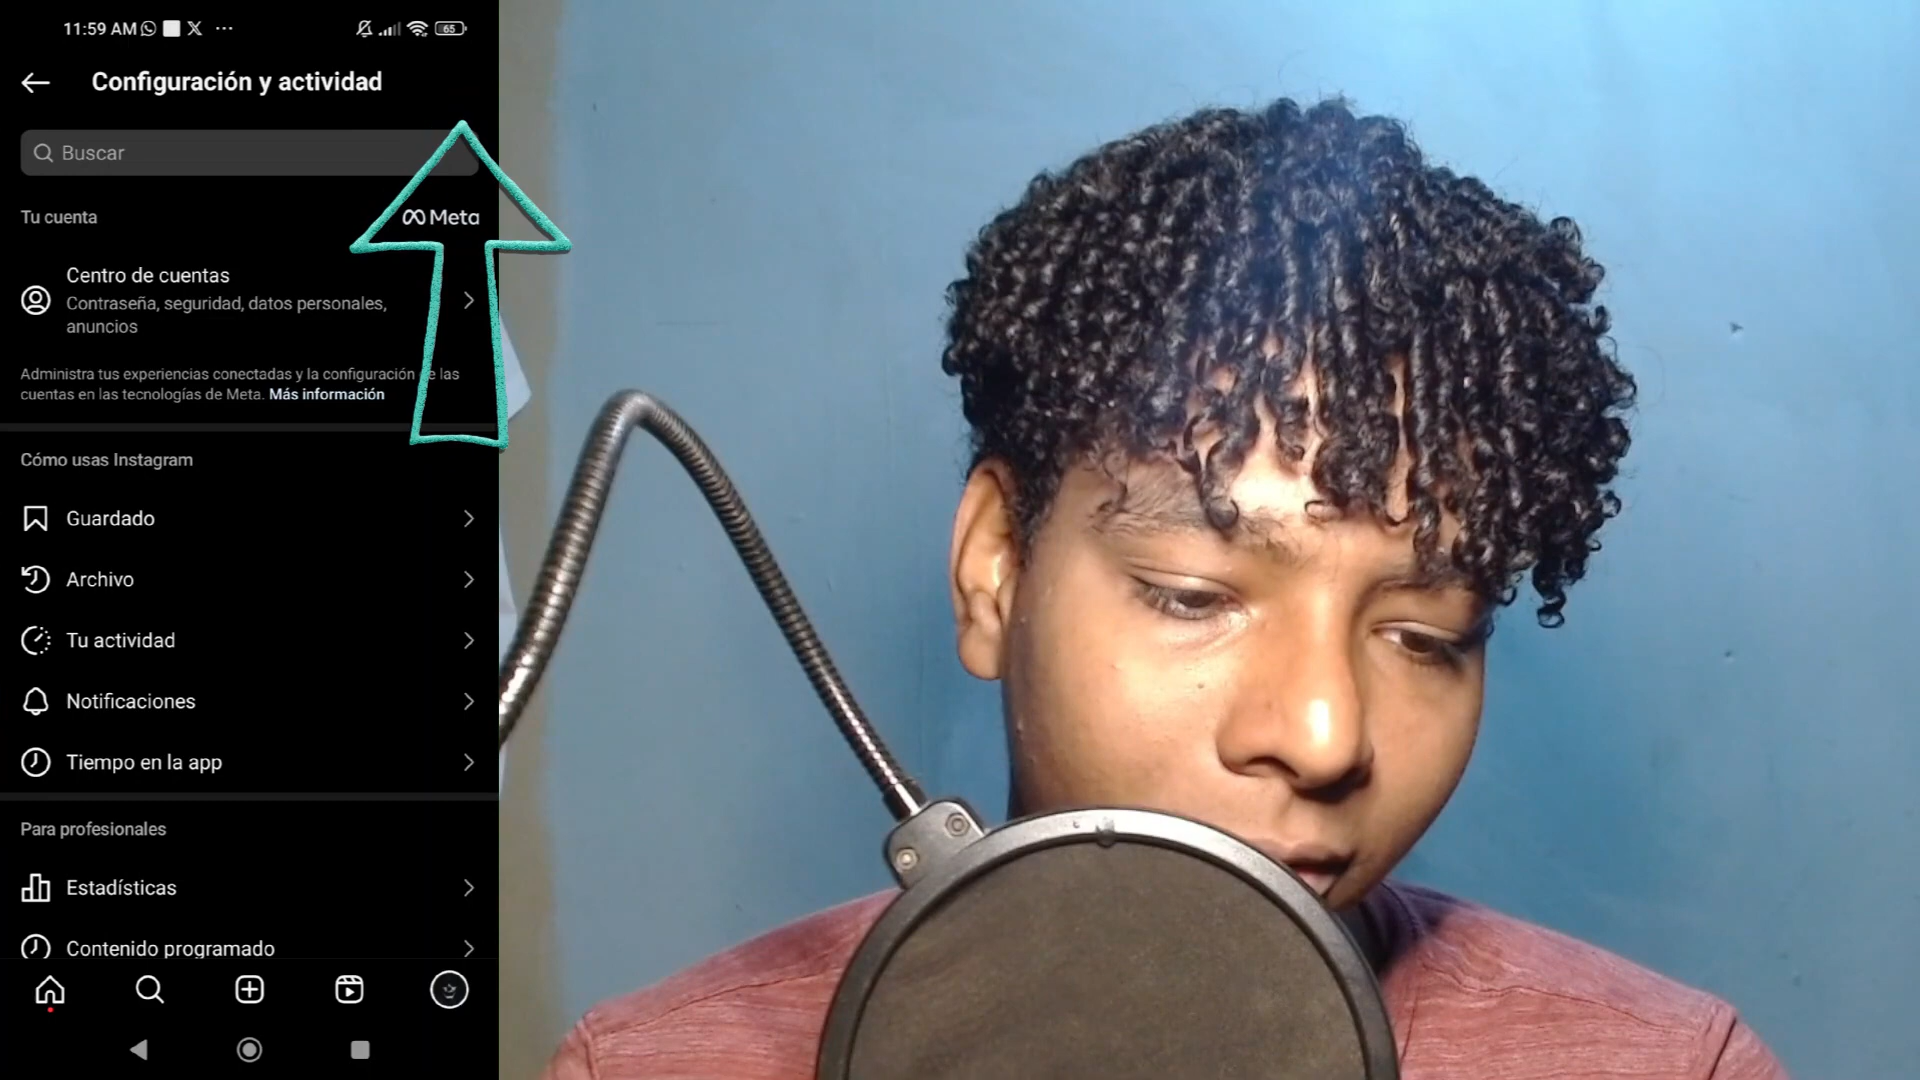 11:59 AM
65
Configuración y actividad
Buscar
Tu cuenta
Meta
Centro de cuentas
Contraseña, seguridad, datos personales,
anuncios
Administra tus experiencias conectadas y la configuración de las
cuentas en las tecnologías de Meta. Más información
Cómo usas Instagram
Guardado
Archivo
Tu actividad
Notificaciones
Tiempo en la app
Para profesionales
Estadísticas
Contenido programado